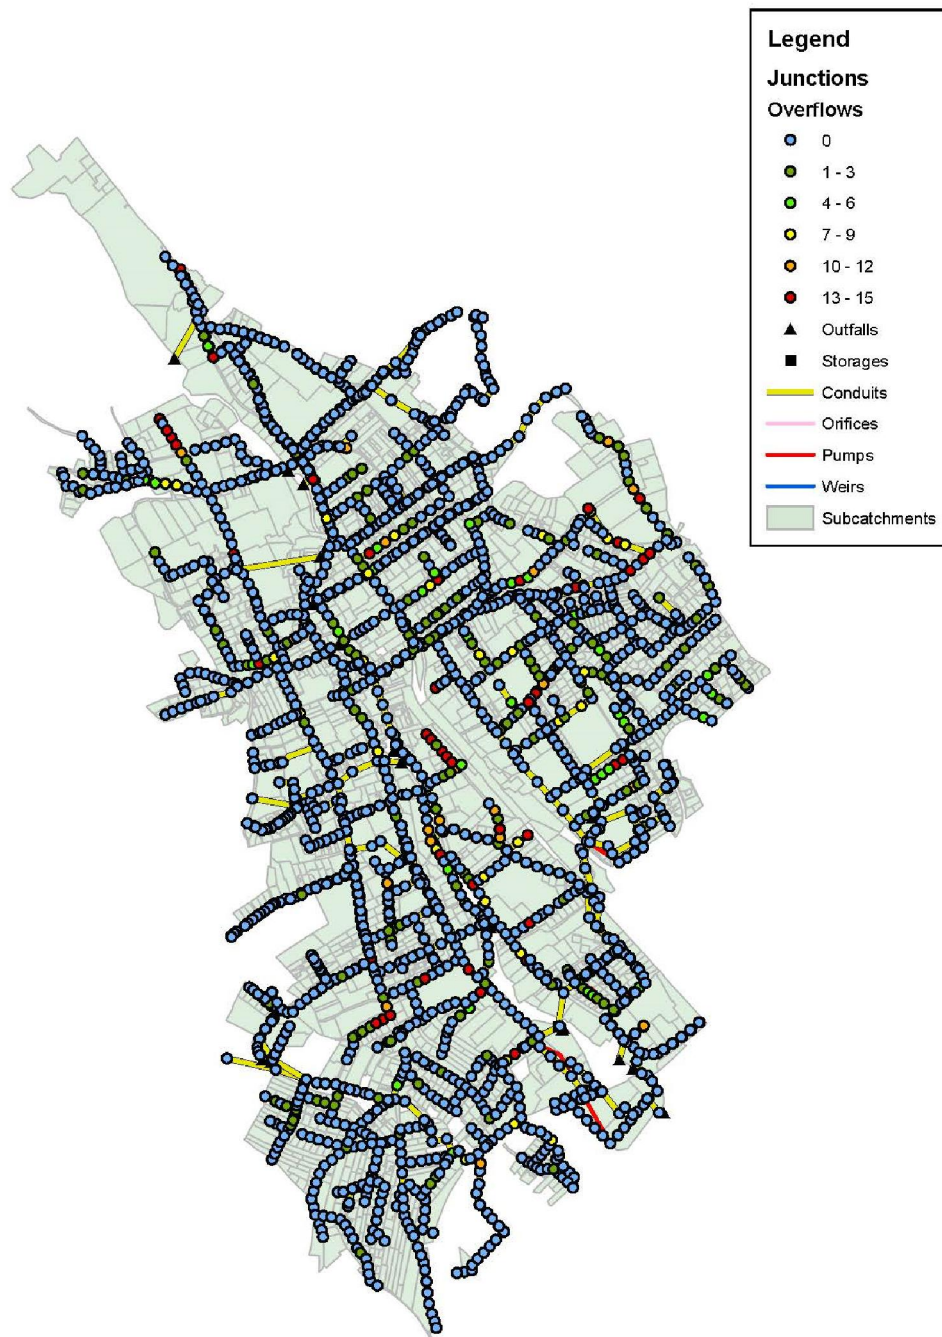 Legend
Junctions
Overflows
0
1 - 3
4 - 6
7 - 9
10 - 12
13 - 15
Outfalls
Storages
Conduits
Orifices
Pumps
Weirs
Subcatchments